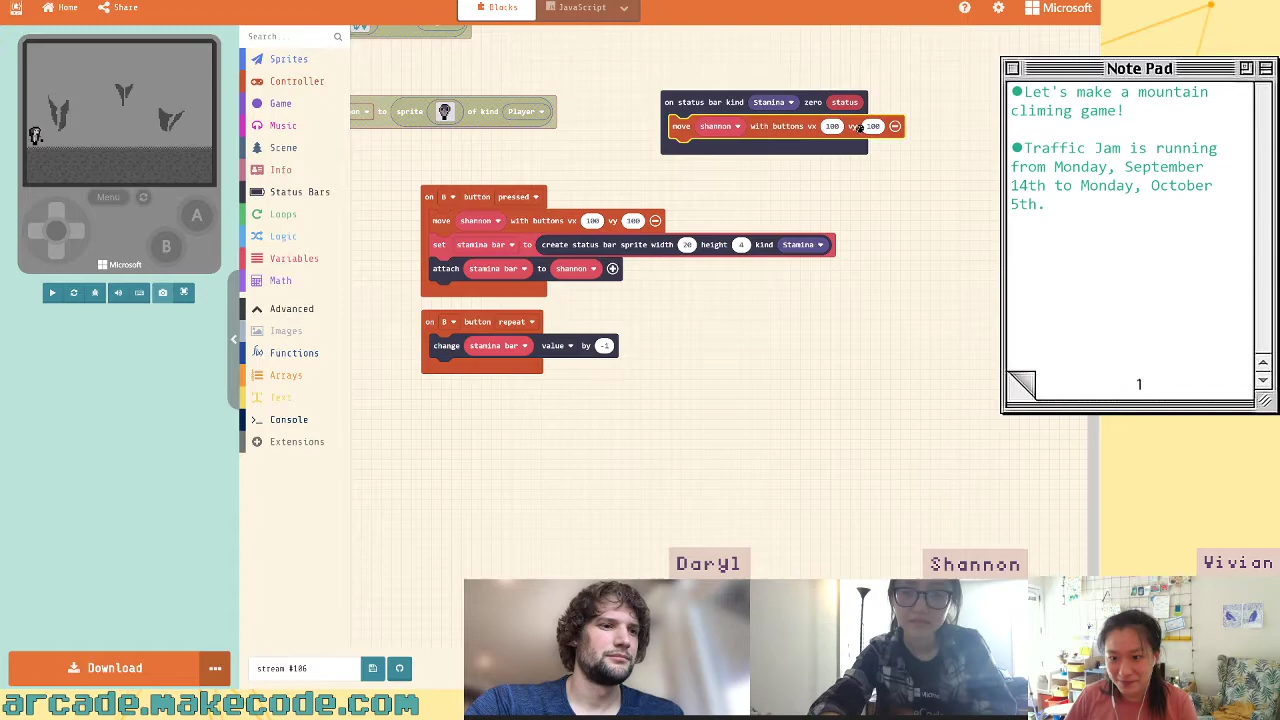 Home
Share
Blocks
JavaScript
Microsoft
Search...
Sprites
Controller
Game
Music
Scene
Info
Status Bars
Loops
Logic
Variables
Math
Advanced
Images
Functions
Arrays
Text
Console
Extensions
Menu
A
B
Microsoft
to sprite of kind Player
on status bar kind Stamina zero status
move shannon with buttons vx 100 vy 100
on B button pressed
move shannon with buttons vx 100 vy 100
set stamina bar to create status bar sprite width 20 height 4 kind Stamina
attach stamina bar to shannon
on B button repeat
change stamina bar value by -1
Note Pad
●Let's make a mountain
climing game!
●Traffic Jam is running
from Monday, September
14th to Monday, October
5th.
1
Daryl
Shannon
Vivian
Download
stream #106
arcade.makecode.com